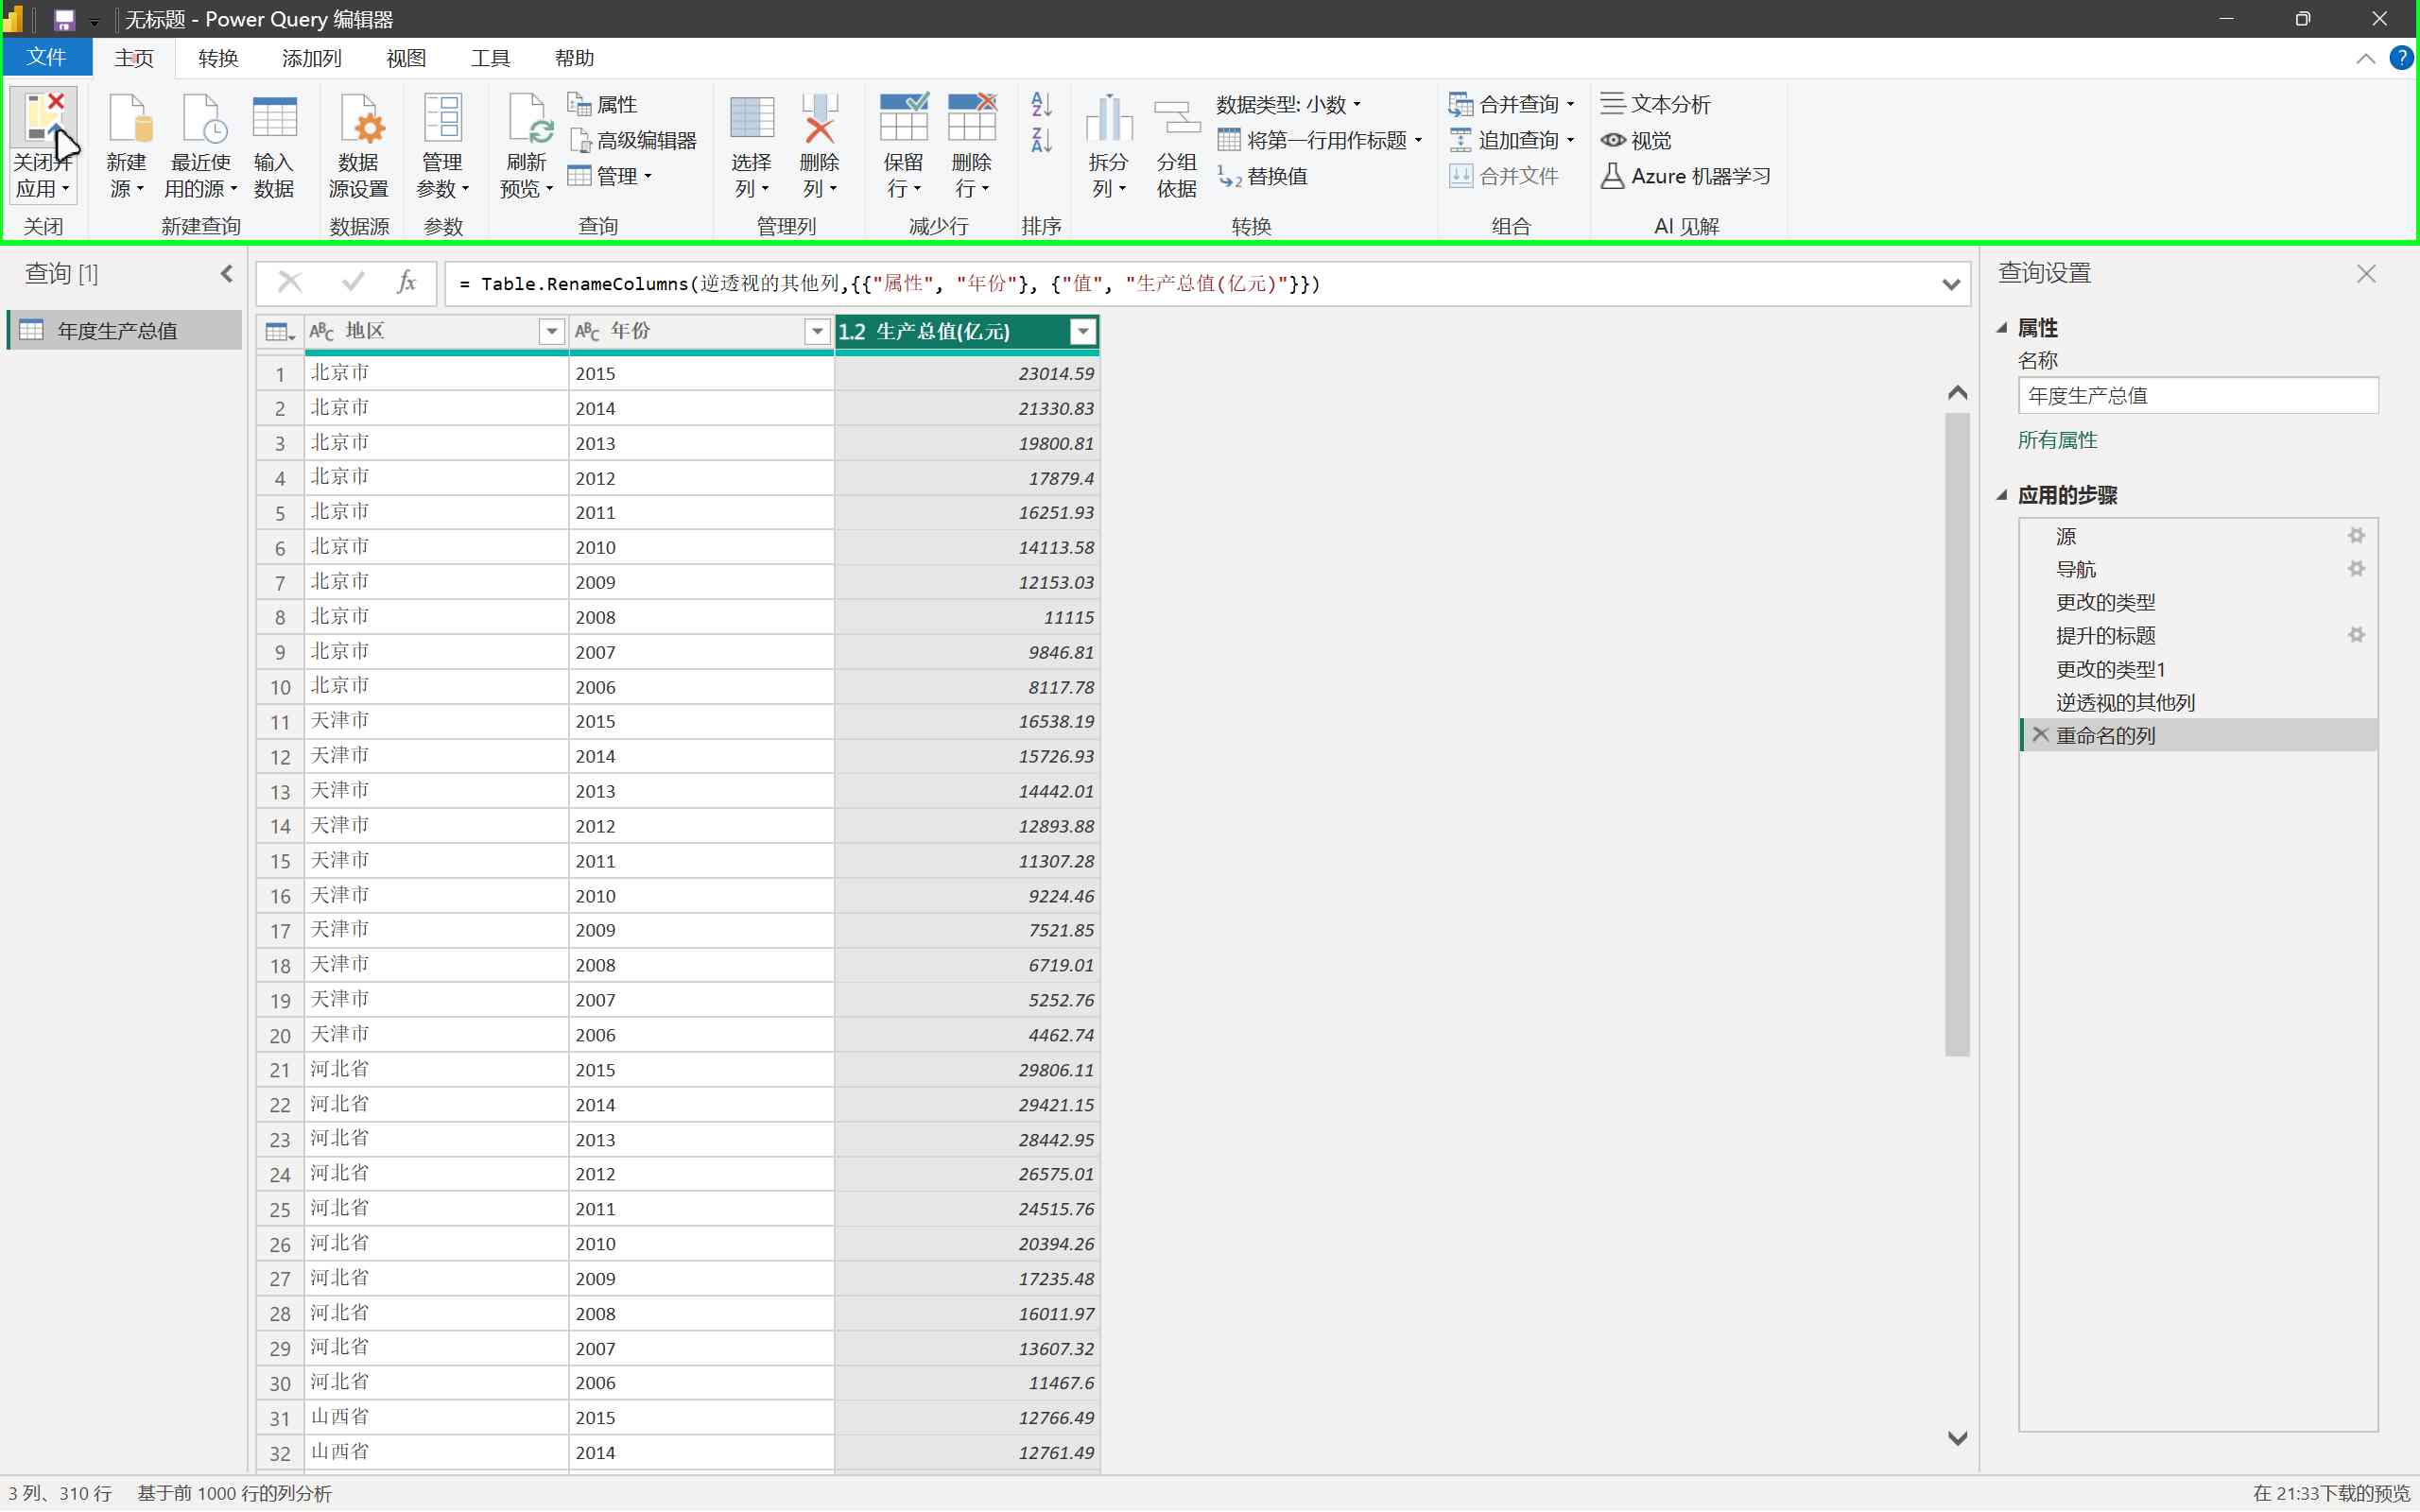 无标题 - Power Query 编辑器
文件 主页 转换 添加列 视图 工具 帮助
关闭并应用 新建源 最近使用的源 输入数据 数据源设置 管理参数 刷新预览 属性 高级编辑器 管理 选择列 删除列 保留行 删除行 拆分列 分组依据 数据类型: 小数 将第一行用作标题 替换值 合并查询 追加查询 合并文件 文本分析 视觉 Azure 机器学习
关闭 新建查询 数据源 参数 查询 管理列 减少行 排序 转换 组合 AI 见解
查询 [1]
年度生产总值
= Table.RenameColumns(逆透视的其他列,{{"属性", "年份"}, {"值", "生产总值(亿元)"}})
地区 年份 1.2 生产总值(亿元)
1 北京市 2015 23014.59
2 北京市 2014 21330.83
3 北京市 2013 19800.81
4 北京市 2012 17879.4
5 北京市 2011 16251.93
6 北京市 2010 14113.58
7 北京市 2009 12153.03
8 北京市 2008 11115
9 北京市 2007 9846.81
10 北京市 2006 8117.78
11 天津市 2015 16538.19
12 天津市 2014 15726.93
13 天津市 2013 14442.01
14 天津市 2012 12893.88
15 天津市 2011 11307.28
16 天津市 2010 9224.46
17 天津市 2009 7521.85
18 天津市 2008 6719.01
19 天津市 2007 5252.76
20 天津市 2006 4462.74
21 河北省 2015 29806.11
22 河北省 2014 29421.15
23 河北省 2013 28442.95
24 河北省 2012 26575.01
25 河北省 2011 24515.76
26 河北省 2010 20394.26
27 河北省 2009 17235.48
28 河北省 2008 16011.97
29 河北省 2007 13607.32
30 河北省 2006 11467.6
31 山西省 2015 12766.49
32 山西省 2014 12761.49
查询设置
属性
名称
年度生产总值
所有属性
应用的步骤
源
导航
更改的类型
提升的标题
更改的类型1
逆透视的其他列
重命名的列
3 列、310 行 基于前 1000 行的列分析
在 21:33下载的预览